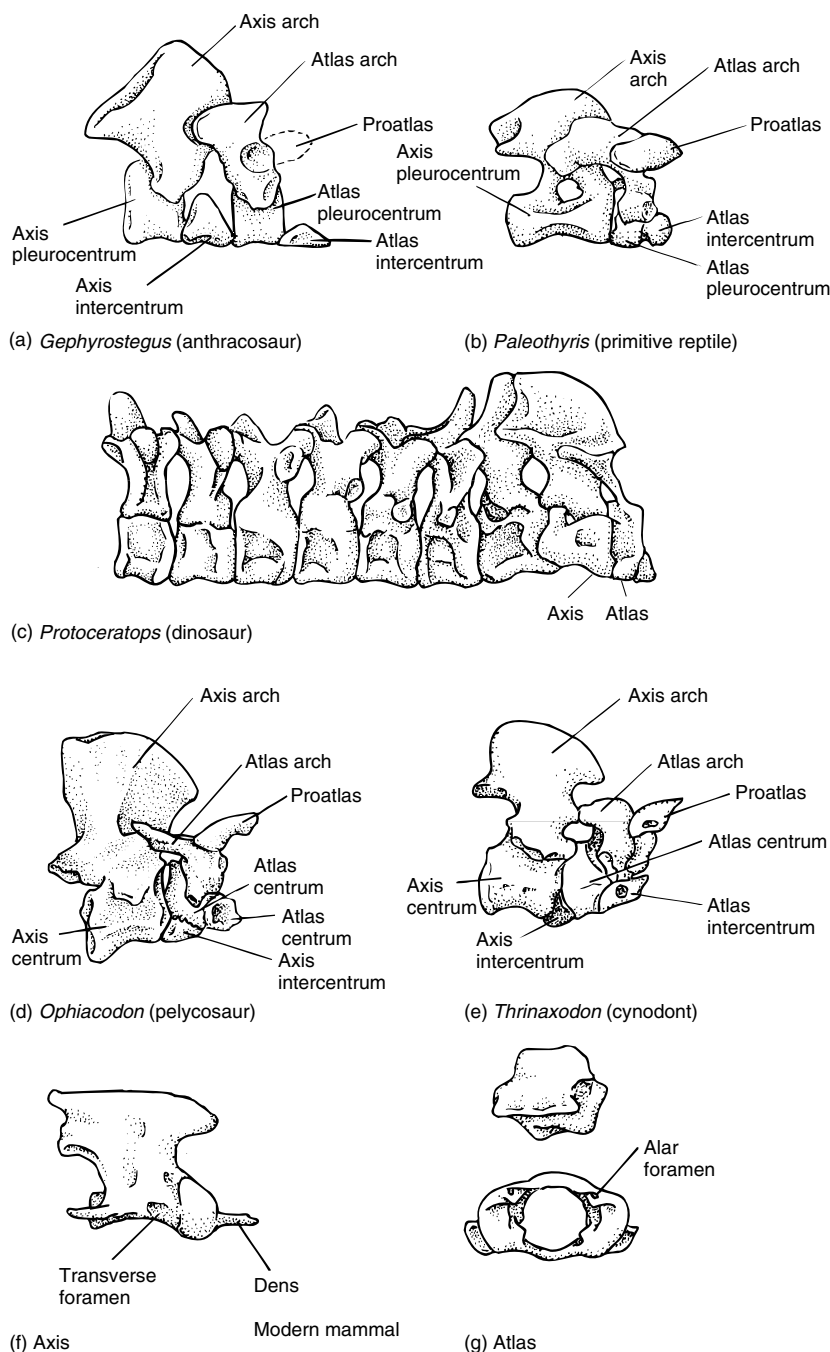 Axis arch
Atlas arch
Proatlas
Atlas
pleurocentrum
Atlas
intercentrum
Axis
pleurocentrum
Axis
intercentrum
(a) Gephyrostegus (anthracosaur)
Axis
arch
Atlas arch
Proatlas
Axis
pleurocentrum
Atlas
intercentrum
Atlas
pleurocentrum
(b) Paleothyris (primitive reptile)
Axis
Atlas
(c) Protoceratops (dinosaur)
Axis arch
Atlas arch
Proatlas
Atlas
centrum
Atlas
centrum
Axis
centrum
Axis
intercentrum
(d) Ophiacodon (pelycosaur)
Axis arch
Atlas arch
Proatlas
Atlas centrum
Axis
centrum
Atlas
intercentrum
Axis
intercentrum
(e) Thrinaxodon (cynodont)
Transverse
foramen
Dens
Modern mammal
(f) Axis
Alar
foramen
(g) Atlas